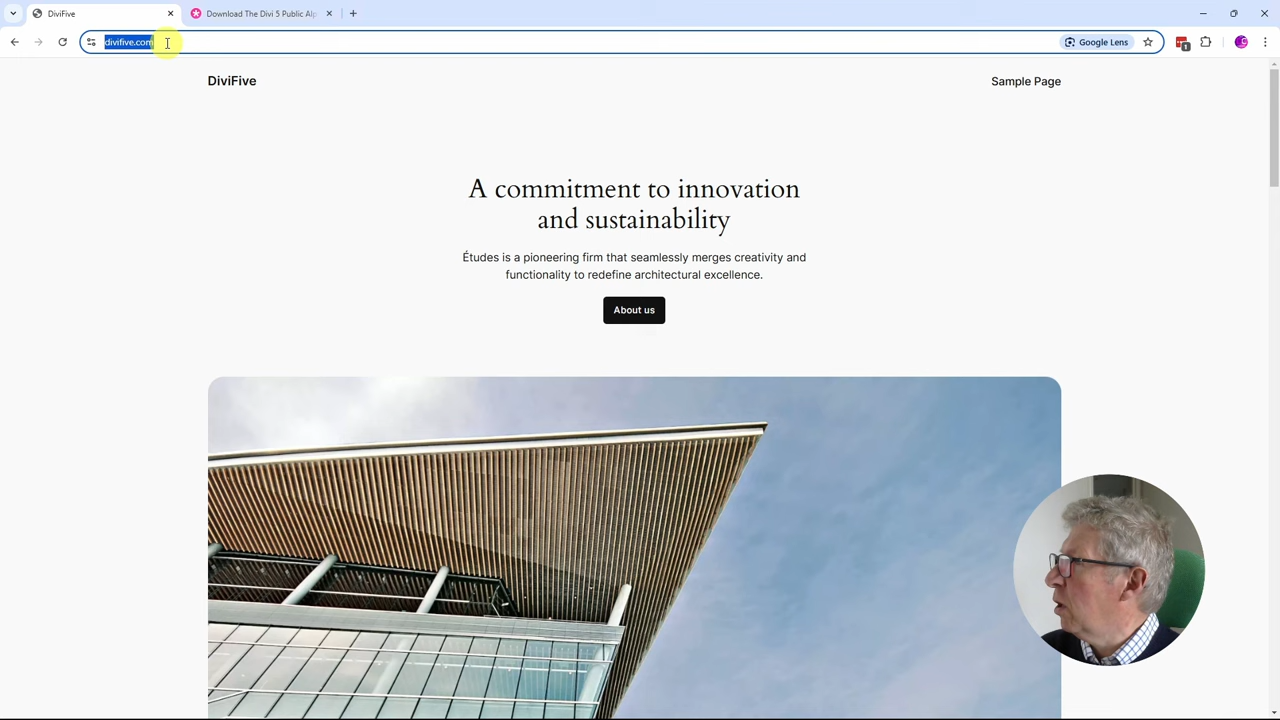 DiviFive
Download The Divi 5 Public Alp
divifive.com
Google Lens
1
DiviFive
Sample Page
A commitment to innovation
and sustainability
Études is a pioneering firm that seamlessly merges creativity and
functionality to redefine architectural excellence.
About us